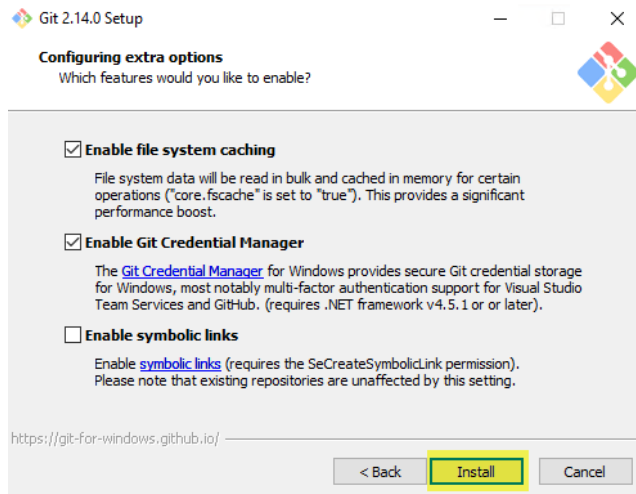 Git 2.14.0 Setup
Configuring extra options
Which features would you like to enable?
Enable file system caching
File system data will be read in bulk and cached in memory for certain
operations ("core.fscache" is set to "true"). This provides a significant
performance boost.
Enable Git Credential Manager
The Git Credential Manager for Windows provides secure Git credential storage
for Windows, most notably multi-factor authentication support for Visual Studio
Team Services and GitHub. (requires .NET framework v4.5.1 or or later).
Enable symbolic links
Enable symbolic links (requires the SeCreateSymbolicLink permission).
Please note that existing repositories are unaffected by this setting.
https://git-for-windows.github.io/
< Back Install Cancel